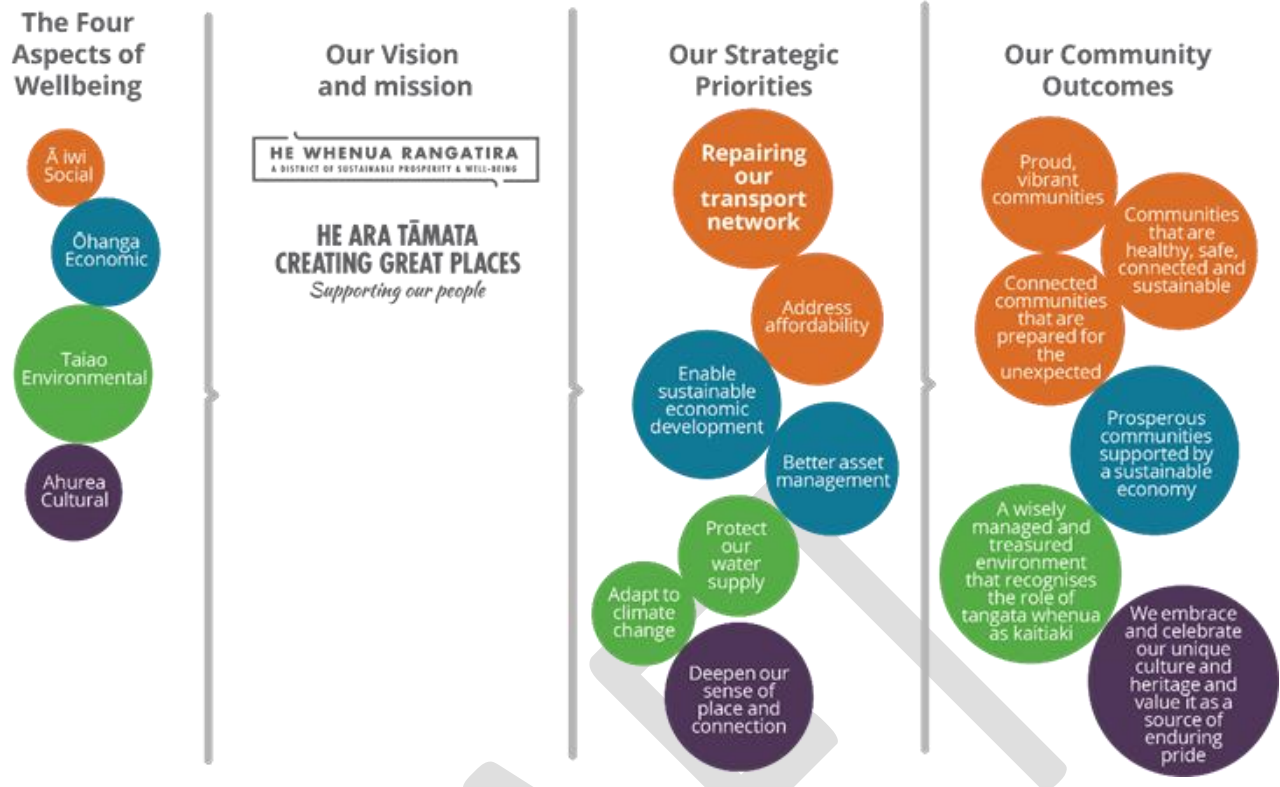 The Four
Aspects of
Wellbeing
Ā iwi
Social
Ōhanga
Economic
Taiao
Environmental
Ahurea
Cultural
Our Vision
and mission
HE WHENUA RANGATIRA
A DISTRICT OF SUSTAINABLE PROSPERITY & WELL-BEING
HE ARA TĀMATA
CREATING GREAT PLACES
Supporting our people
Our Strategic
Priorities
Repairing
our
transport
network
Address
affordability
Enable
sustainable
economic
development
Better asset
management
Protect
our
water
supply
Adapt to
climate
change
Deepen our
sense of
place and
connection
Our Community
Outcomes
Proud,
vibrant
communities
Communities
that are
healthy, safe,
connected and
sustainable
Connected
communities
that are
prepared for
the
unexpected
Prosperous
communities
supported by
a sustainable
economy
A wisely
managed and
treasured
environment
that recognises
the role of
tangata whenua
as kaitiaki
We embrace
and celebrate
our unique
culture and
heritage and
value it as a
source of
enduring
pride